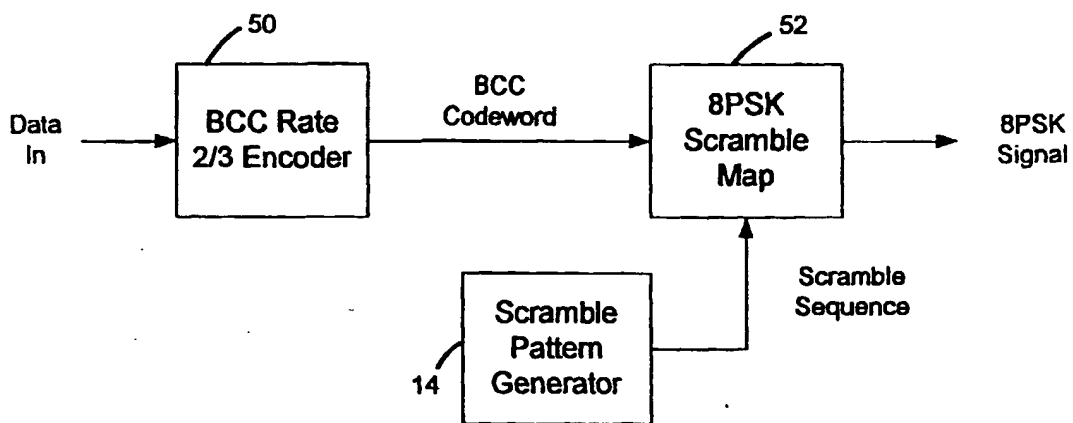 50
52
Data
In
BCC Rate
2/3 Encoder
BCC
Codeword
8PSK
Scramble
Map
8PSK
Signal
Scramble
Pattern
Generator
14
Scramble
Sequence